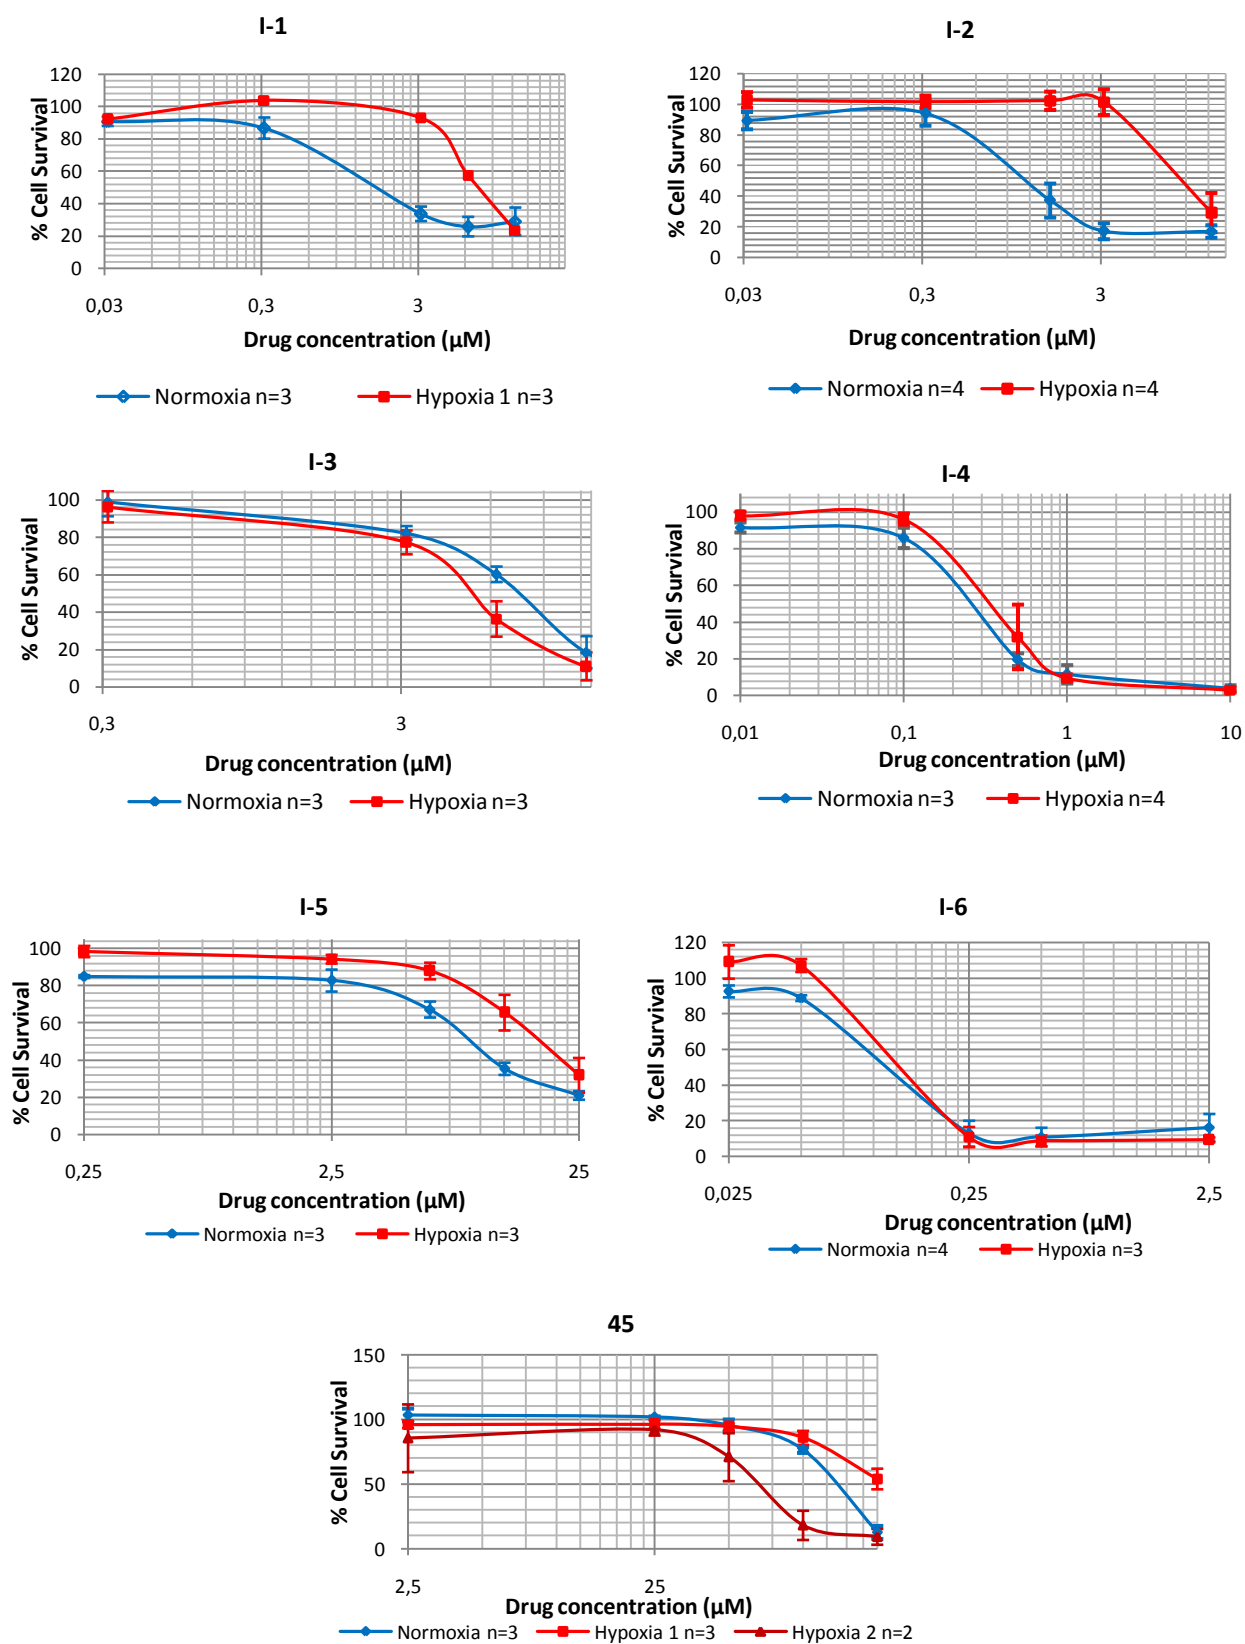 I-1
% Cell Survival
120
100
80
60
40
20
0
0,03
0,3
3
Drug concentration (µM)
Normoxia n=3
Hypoxia 1 n=3
I-2
% Cell Survival
120
100
80
60
40
20
0
0,03
0,3
3
Drug concentration (µM)
Normoxia n=4
Hypoxia n=4
I-3
% Cell Survival
100
80
60
40
20
0
0,3
3
Drug concentration (µM)
Normoxia n=3
Hypoxia n=3
I-4
% Cell Survival
100
80
60
40
20
0
0,01
0,1
1
10
Drug concentration (µM)
Normoxia n=3
Hypoxia n=4
I-5
% Cell Survival
100
80
60
40
20
0
0,25
2,5
25
Drug concentration (µM)
Normoxia n=3
Hypoxia n=3
I-6
% Cell Survival
120
100
80
60
40
20
0
0,025
0,25
2,5
Drug concentration (µM)
Normoxia n=4
Hypoxia n=3
45
% Cell Survival
150
100
50
0
2,5
25
Drug concentration (µM)
Normoxia n=3
Hypoxia 1 n=3
Hypoxia 2 n=2